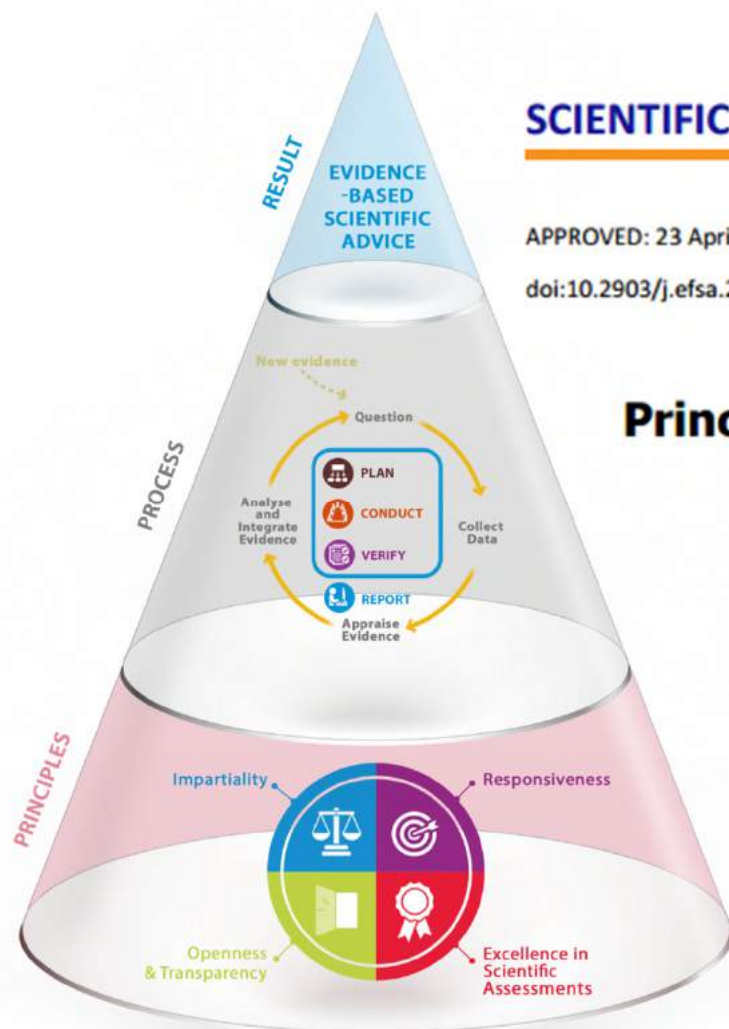 RESULT
EVIDENCE
-BASED
SCIENTIFIC
ADVICE
SCIENTIFIC
APPROVED: 23 Apri
doi:10.2903/j.efsa.2
Princ
PROCESS
New evidence
Question
PLAN
CONDUCT
VERIFY
REPORT
Collect
Data
Appraise
Evidence
Analyse
and
Integrate
Evidence
PRINCIPLES
Impartiality
Responsiveness
Openness
& Transparency
Excellence in
Scientific
Assessments